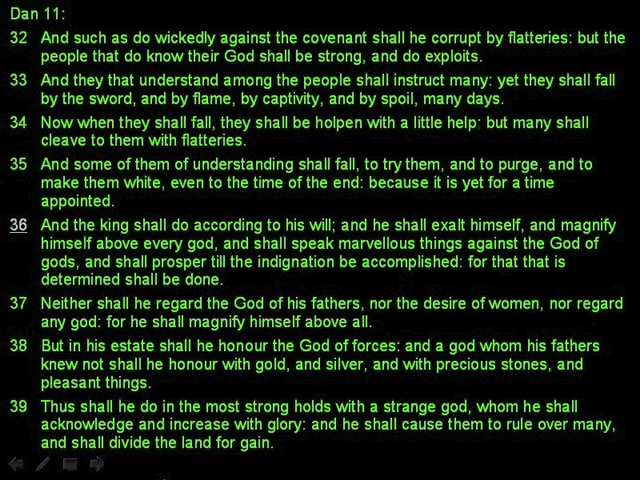 Dan 11:
32 And such as do wickedly against the covenant shall he corrupt by flatteries: but the
people that do know their God shall be strong, and do exploits.
33 And they that understand among the people shall instruct many: yet they shall fall
by the sword, and by flame, by captivity, and by spoil, many days.
34 Now when they shall fall, they shall be holpen with a little help: but many shall
cleave to them with flatteries.
35 And some of them of understanding shall fall, to try them, and to purge, and to
make them white, even to the time of the end: because it is yet for a time
appointed.
36 And the king shall do according to his will; and he shall exalt himself, and magnify
himself above every god, and shall speak marvellous things against the God of
gods, and shall prosper till the indignation be accomplished: for that that is
determined shall be done.
37 Neither shall he regard the God of his fathers, nor the desire of women, nor regard
any god: for he shall magnify himself above all.
38 But in his estate shall he honour the God of forces: and a god whom his fathers
knew not shall he honour with gold, and silver, and with precious stones, and
pleasant things.
39 Thus shall he do in the most strong holds with a strange god, whom he shall
acknowledge and increase with glory: and he shall cause them to rule over many,
and shall divide the land for gain.